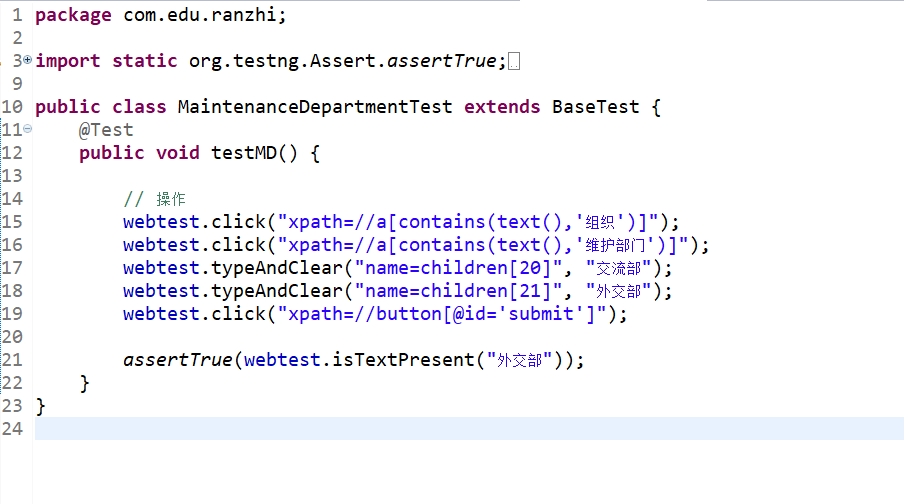 1 package com.edu.ranzhi;
2
3 import static org.testng.Assert.assertTrue;
9
10 public class MaintenanceDepartmentTest extends BaseTest {
11 @Test
12 public void testMD() {
13
14 // 操作
15 webtest.click("xpath=//a[contains(text(),'组织')]");
16 webtest.click("xpath=//a[contains(text(),'维护部门')]");
17 webtest.typeAndClear("name=children[20]", "交流部");
18 webtest.typeAndClear("name=children[21]", "外交部");
19 webtest.click("xpath=//button[@id='submit']");
20
21 assertTrue(webtest.isTextPresent("外交部"));
22 }
23 }
24